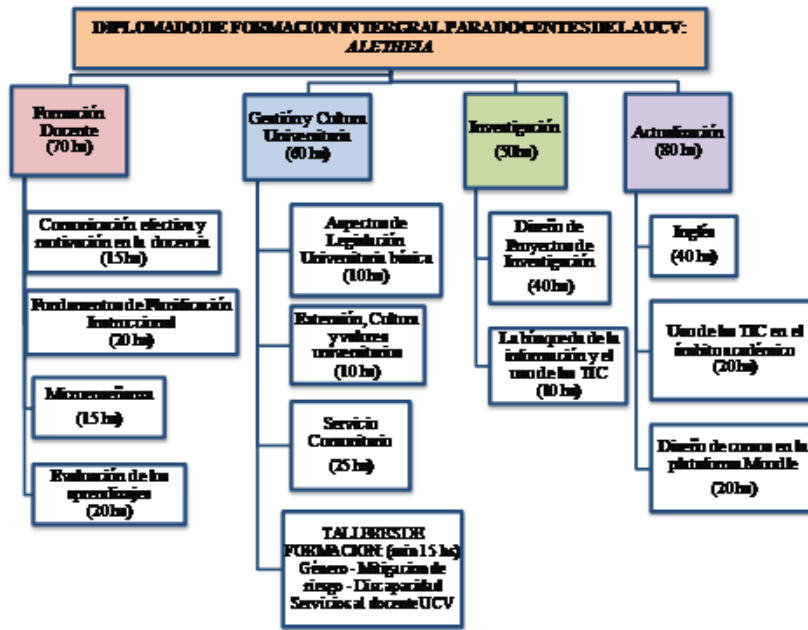 DIPLOMADO DE FORMACION INTERGRAL PARA DOCENTES DE LA UCV:
ALETHEIA
Formación
Docente
(70 hs)
Comunicación efectiva y
motivación en la docencia
(15 hs)
Fundamentos de Planificación
Instruccional
(20 hs)
Microenseñanza
(15 hs)
Evaluación de los
aprendizajes
(20 hs)
Gestión y Cultura
Universitaria
(60 hs)
Aspectos de
Legislación
Universitaria básica
(10 hs)
Extensión, Cultura
y valores
universitarios
(10 hs)
Servicio
Comunitario
(25 hs)
TALLERES DE
FORMACION: (min 15 hs)
Género - Mitigacion de
riesgo - Discapacidad
Servicios al docente UCV
Investigación
(50hs)
Diseño de
Proyectos de
Investigación
(40 hs)
La búsqueda de la
información y el
uso de las TIC
(10 hs)
Actualización
(80 hs)
Inglés
(40 hs)
Uso de las TIC en el
ámbito académico
(20 hs)
Diseño de cursos en la
plataforma Moodle
(20 hs)